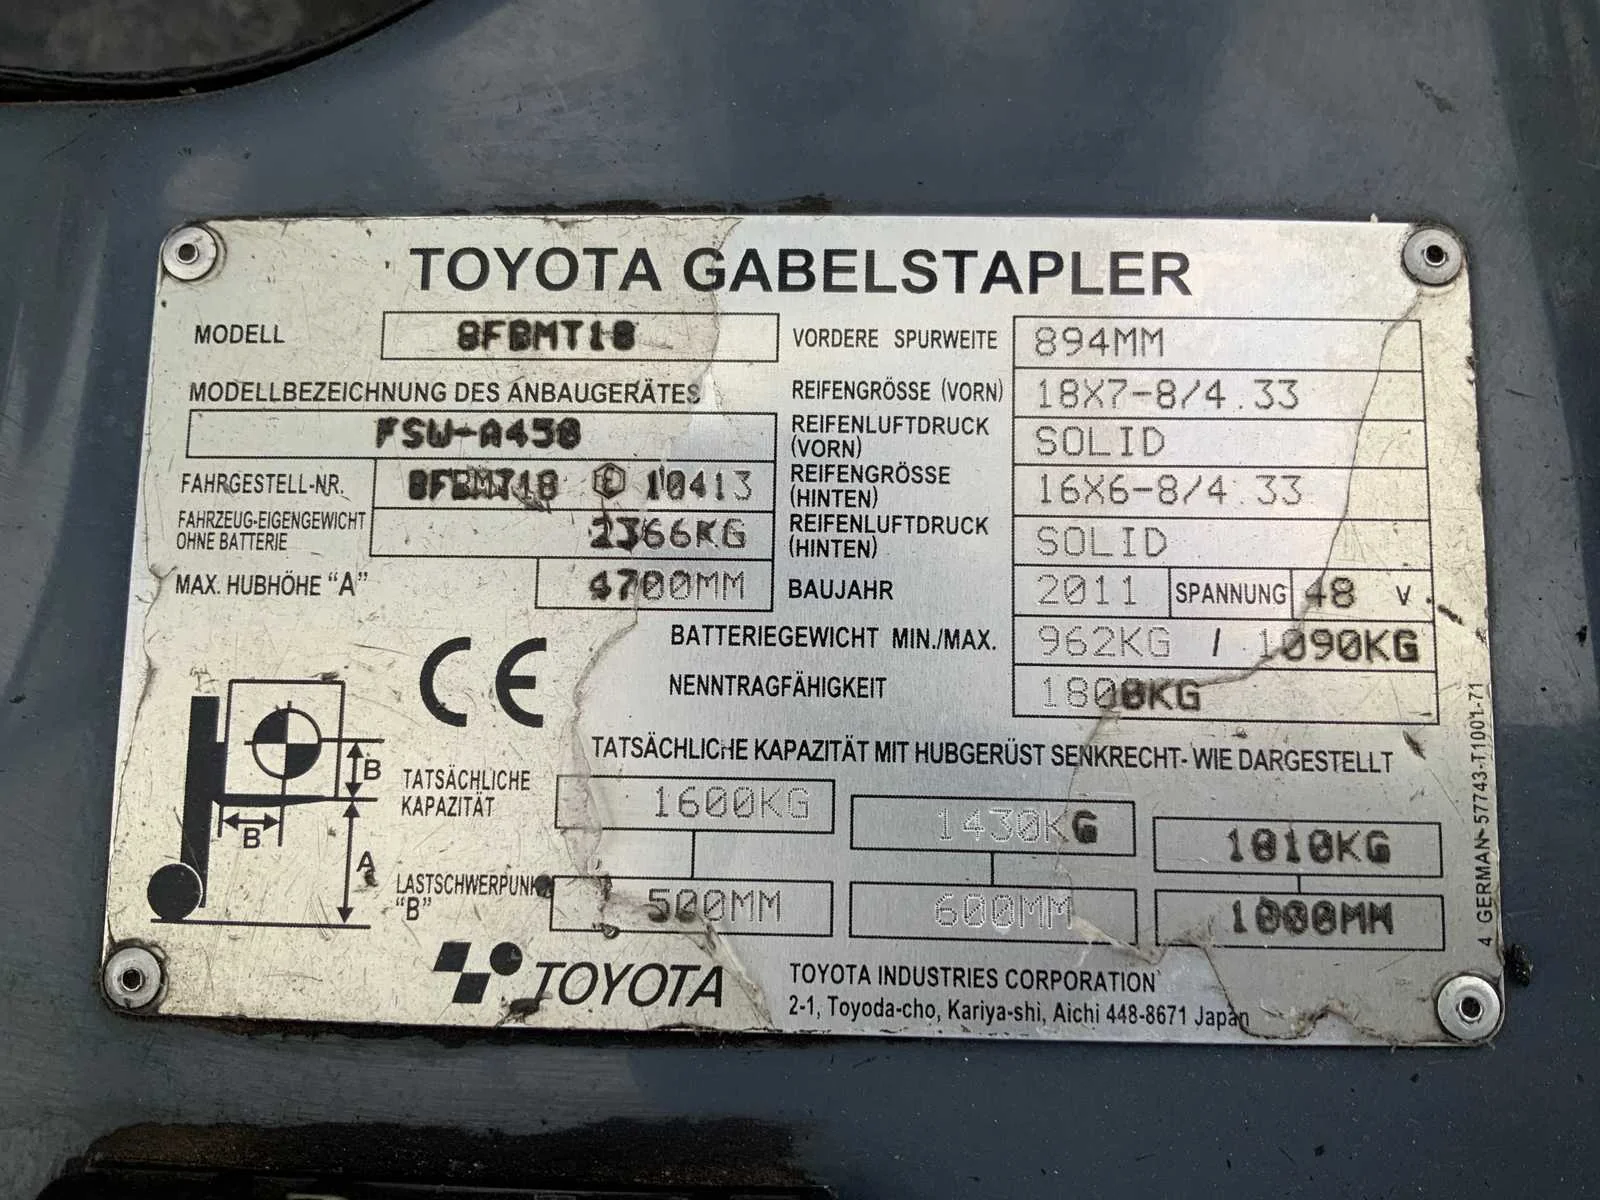 TOYOTA GABELSTAPLER
MODELL 8FBMT18
MODELLBEZEICHNUNG DES ANBAUGERÄTES
FSW-A450
FAHRGESTELL-NR. 8FBMT18 E 10413
FAHRZEUG-EIGENGEWICHT OHNE BATTERIE 2366KG
MAX. HUBHÖHE "A" 4700MM
VORDERE SPURWEITE 894MM
REIFENGRÖSSE (VORN) 18X7-8/4.33
REIFENLUFTDRUCK (VORN) SOLID
REIFENGRÖSSE (HINTEN) 16X6-8/4.33
REIFENLUFTDRUCK (HINTEN) SOLID
BAUJAHR 2011 SPANNUNG 48 V
BATTERIEGEWICHT MIN./MAX. 962KG / 1090KG
NENNTRAGFÄHIGKEIT 1800KG
CE
TATSÄCHLICHE KAPAZITÄT MIT HUBGERÜST SENKRECHT- WIE DARGESTELLT
TATSÄCHLICHE KAPAZITÄT 1600KG 1430KG 1010KG
LASTSCHWERPUNKT "B" 500MM 600MM 1000MM
B
B
A
TOYOTA
TOYOTA INDUSTRIES CORPORATION
2-1, Toyoda-cho, Kariya-shi, Aichi 448-8671 Japan
4 GERMAN 57743-T1001-71